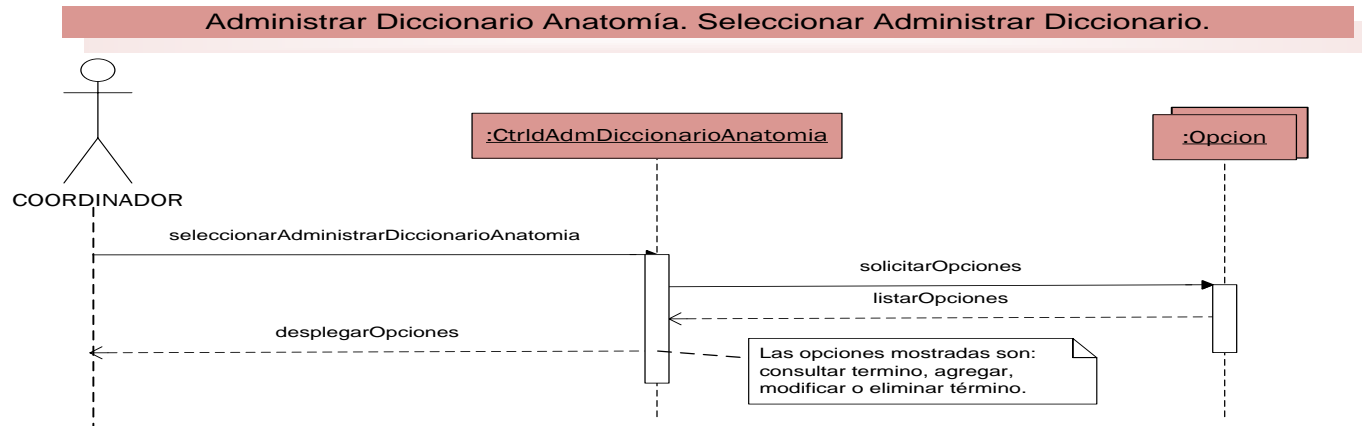 Administrar Diccionario Anatomía. Seleccionar Administrar Diccionario.
:CtrldAdmDiccionarioAnatomia
:Opcion
COORDINADOR
seleccionarAdministrarDiccionarioAnatomia
solicitarOpciones
listarOpciones
desplegarOpciones
Las opciones mostradas son:
consultar termino, agregar,
modificar o eliminar término.